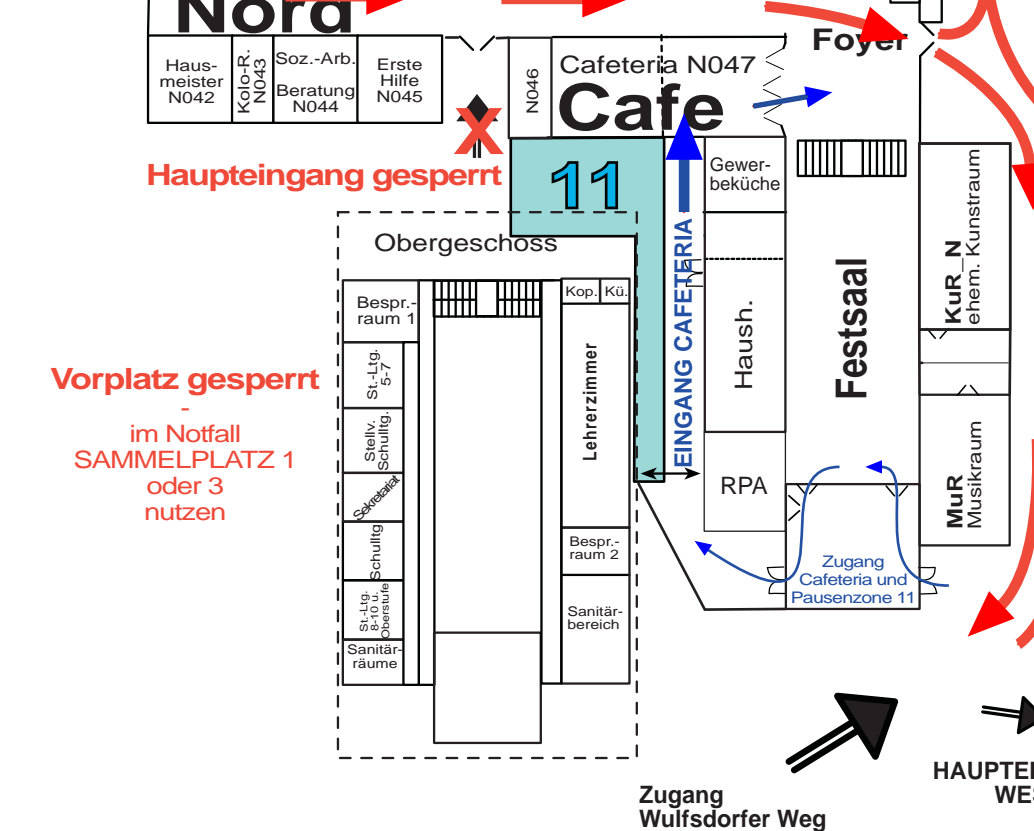 Nord
Haus-
meister
N042
Kolo-R.
N043
Soz.-Arb.
Beratung
N044
Erste
Hilfe
N045
N046
Cafeteria N047
Cafe
Foyer
X
Haupteingang gesperrt
11
Gewer-
beküche
EINGANG CAFETERIA
Obergeschoss
Bespr.-
raum 1
Kop.
Kü.
St.-Ltg.
5-7
Stellv.
Schulltg.
Sekretariat
Schulltg
St.-Ltg.
8-10 u.
Oberstufe
Sanitär-
räume
Lehrerzimmer
Bespr.-
raum 2
Sanitär-
bereich
Haush.
RPA
Festsaal
KuR_N
ehem. Kunstraum
MuR
Musikraum
Vorplatz gesperrt
-
im Notfall
SAMMELPLATZ 1
oder 3
nutzen
Zugang
Cafeteria und
Pausenzone 11
Zugang
Wulfsdorfer Weg